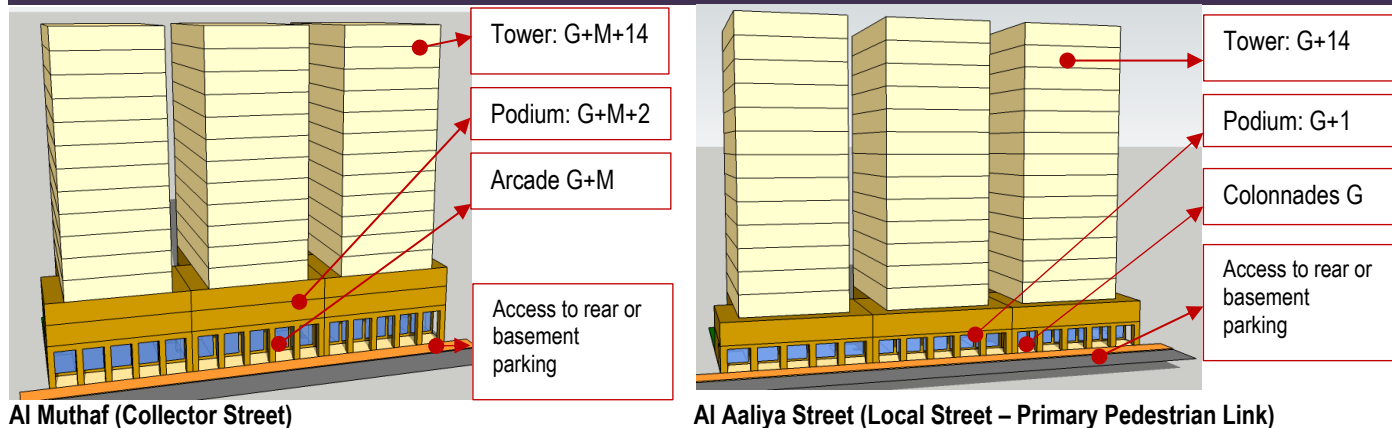 Tower: G+M+14
Podium: G+M+2
Arcade G+M
Access to rear or
basement
parking
Al Muthaf (Collector Street)
Tower: G+14
Podium: G+1
Colonnades G
Access to rear or
basement
parking
Al Aaliya Street (Local Street – Primary Pedestrian Link)